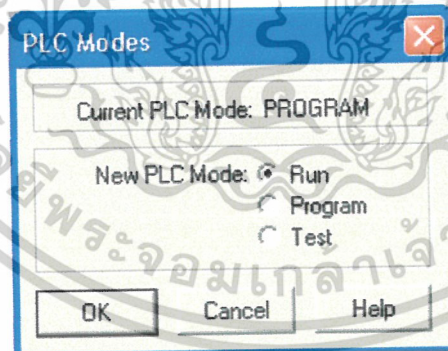 PLC Modes
Current PLC Mode: PROGRAM
New PLC Mode: Run
Program
Test
OK Cancel Help